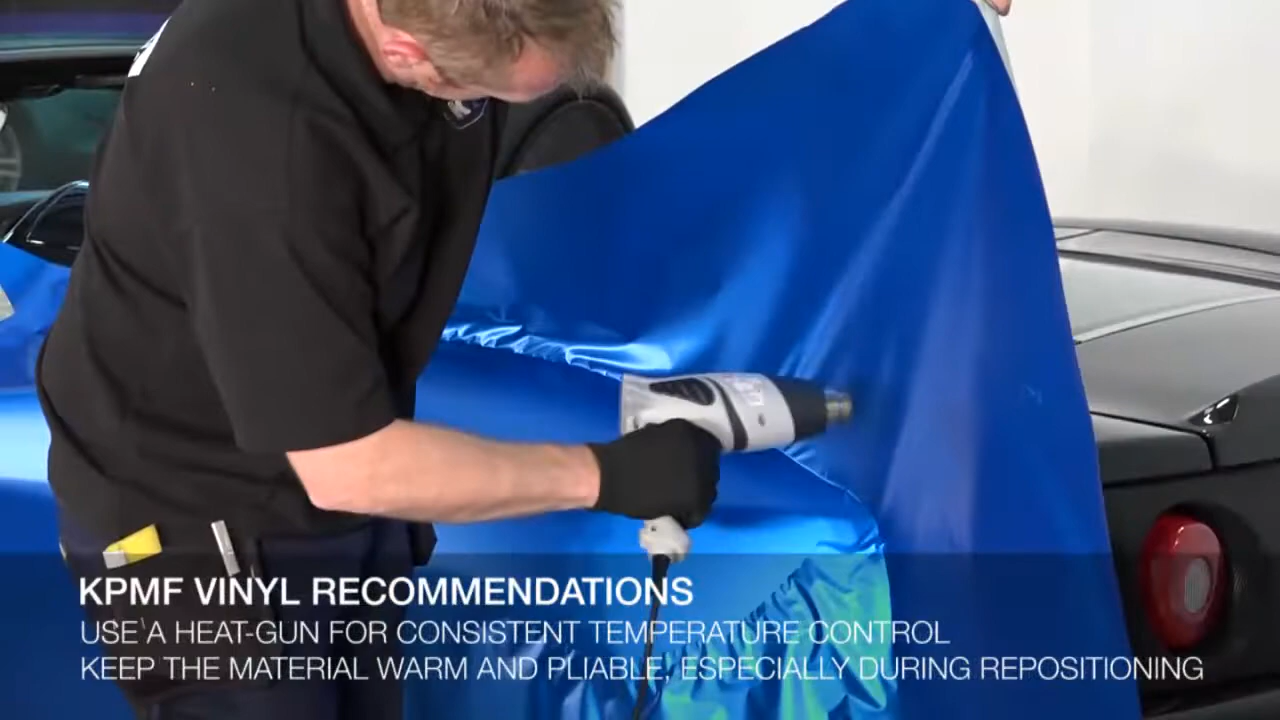 KPMF VINYL RECOMMENDATIONS
USE A HEAT-GUN FOR CONSISTENT TEMPERATURE CONTROL
KEEP THE MATERIAL WARM AND PLIABLE, ESPECIALLY DURING REPOSITIONING